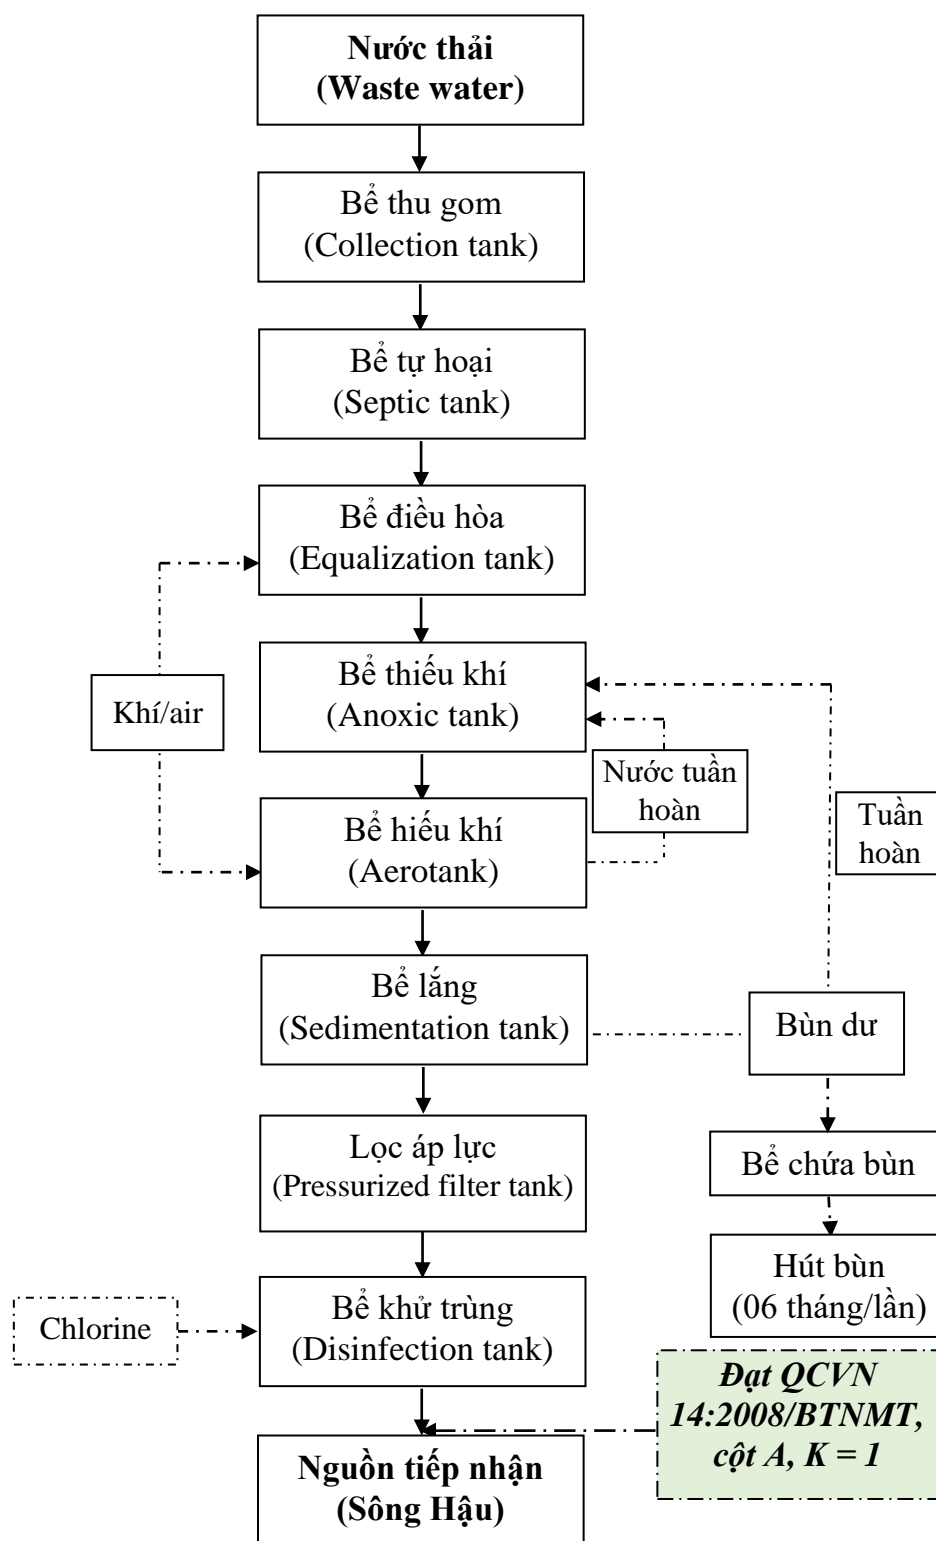 Nước thải
(Waste water)
Bể thu gom
(Collection tank)
Bể tự hoại
(Septic tank)
Bể điều hòa
(Equalization tank)
Bể thiếu khí
(Anoxic tank)
Khí/air
Nước tuần
hoàn
Tuần
hoàn
Bể hiếu khí
(Aerotank)
Bể lắng
(Sedimentation tank)
Bùn dư
Lọc áp lực
(Pressurized filter tank)
Bể chứa bùn
Hút bùn
(06 tháng/lần)
Chlorine
Bể khử trùng
(Disinfection tank)
Đạt QCVN
14:2008/BTNMT,
cột A, K = 1
Nguồn tiếp nhận
(Sông Hậu)